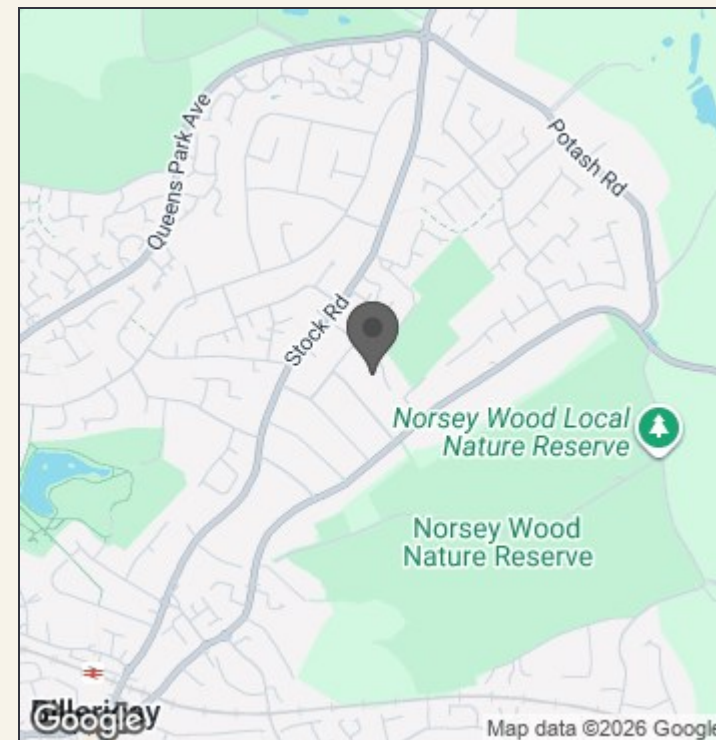 Queens Park Ave
Potash Rd
Stock Rd
Norsey Wood Local
Nature Reserve
Norsey Wood
Nature Reserve
Billericay
Google
Map data ©2026 Google